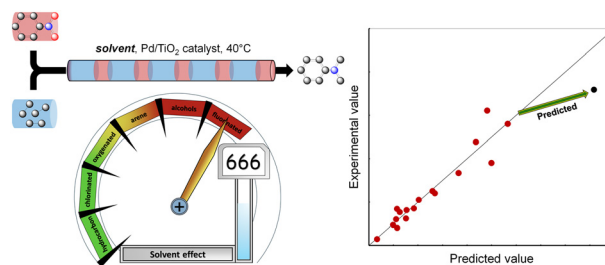 solvent, Pd/TiO₂ catalyst, 40°C
hydrocarbon
chlorinated
oxygenated
arene
alcohols
fluorinated
666
Solvent effect
Experimental value
Predicted
Predicted value